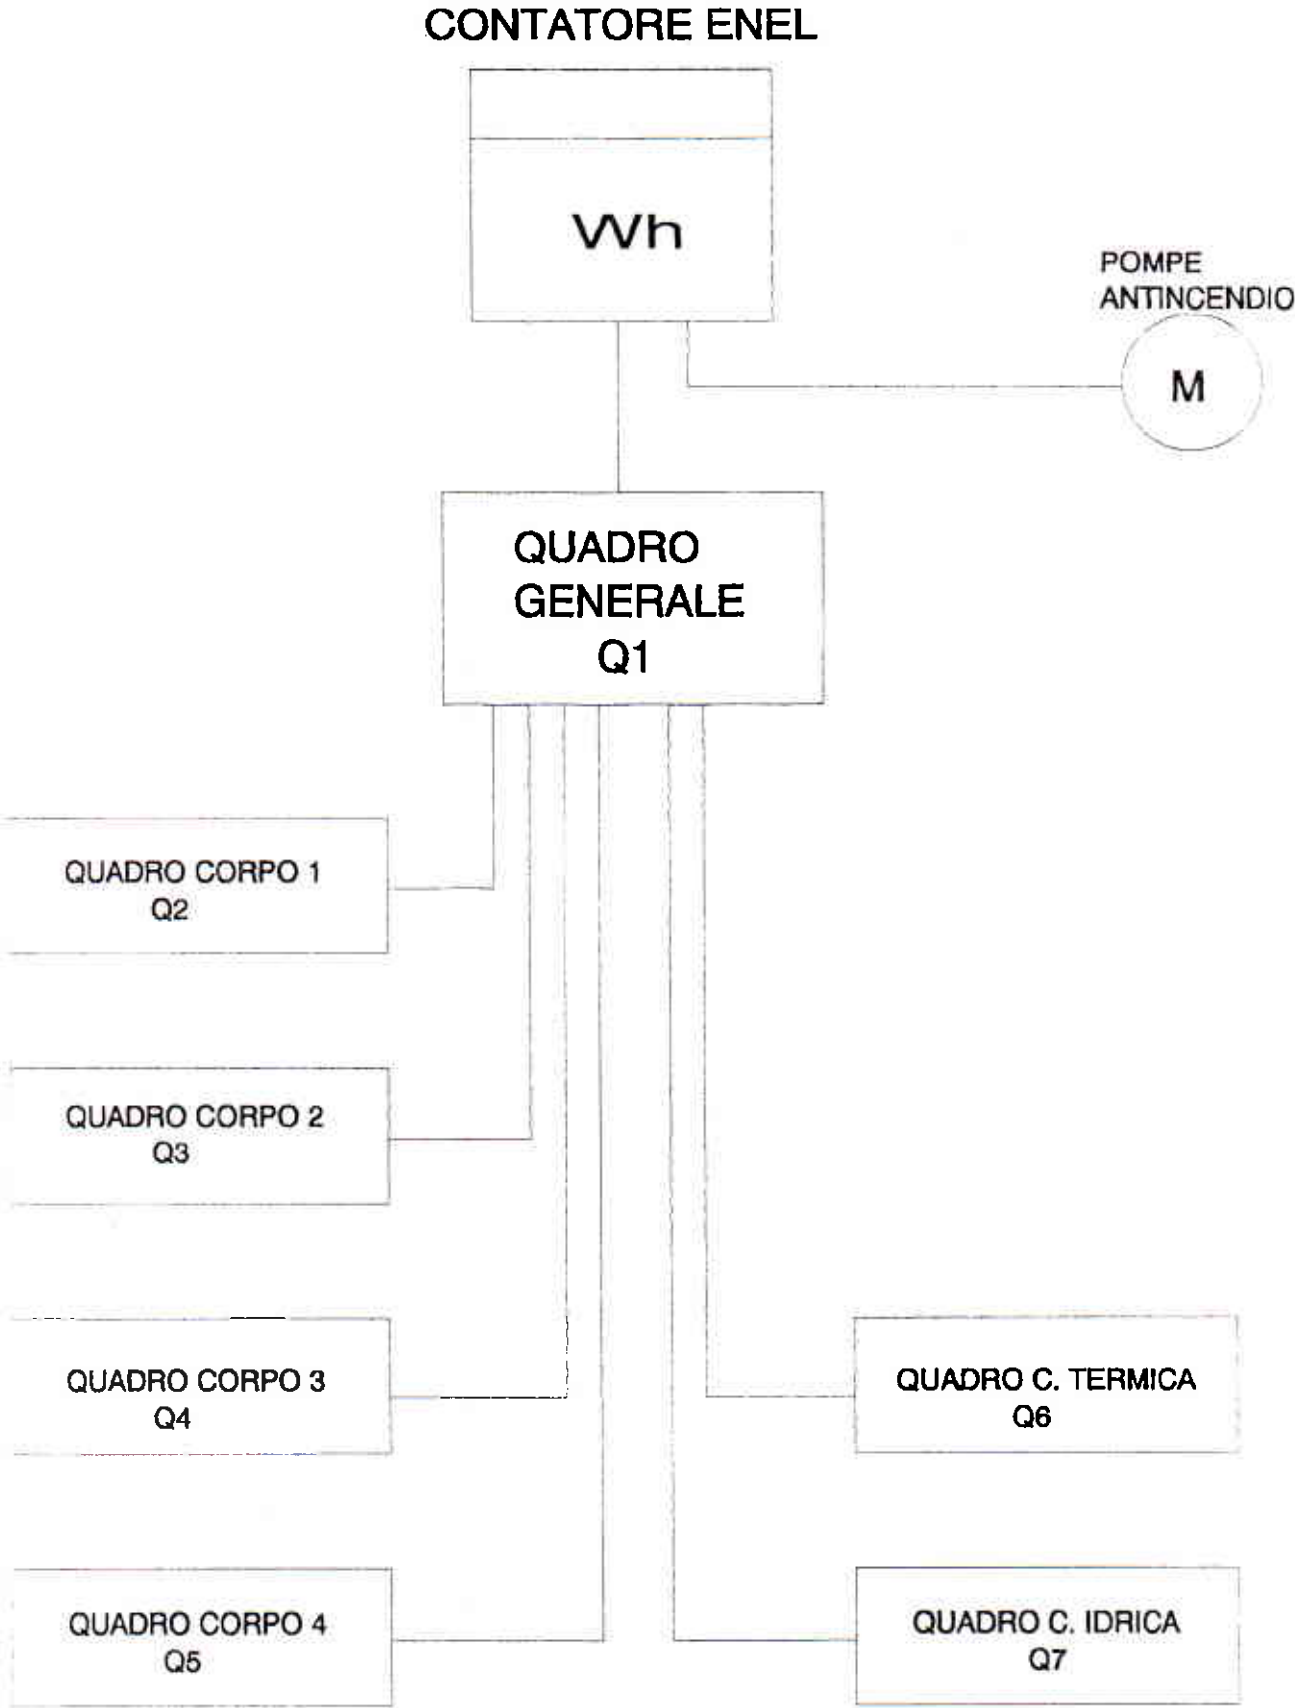 CONTATORE ENEL
Wh
POMPE
ANTINCENDIO
M
QUADRO
GENERALE
Q1
QUADRO CORPO 1
Q2
QUADRO CORPO 2
Q3
QUADRO CORPO 3
Q4
QUADRO C. TERMICA
Q6
QUADRO CORPO 4
Q5
QUADRO C. IDRICA
Q7